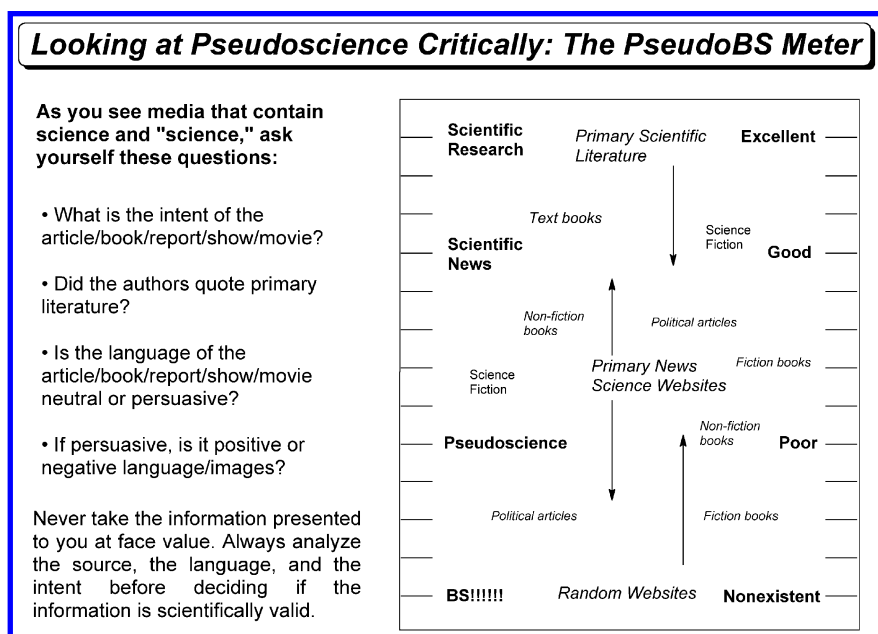 Looking at Pseudoscience Critically: The PseudoBS Meter
As you see media that contain
science and "science," ask
yourself these questions:
• What is the intent of the
article/book/report/show/movie?
• Did the authors quote primary
literature?
• Is the language of the
article/book/report/show/movie
neutral or persuasive?
• If persuasive, is it positive or
negative language/images?
Never take the information presented
to you at face value. Always analyze
the source, the language, and the
intent before deciding if the
information is scientifically valid.
Scientific
Research
Primary Scientific
Literature
Excellent
Text books
Science
Fiction
Scientific
News
Good
Non-fiction
books
Political articles
Science
Fiction
Primary News
Science Websites
Fiction books
Non-fiction
books
Pseudoscience
Poor
Political articles
Fiction books
BS!!!!!!
Random Websites
Nonexistent